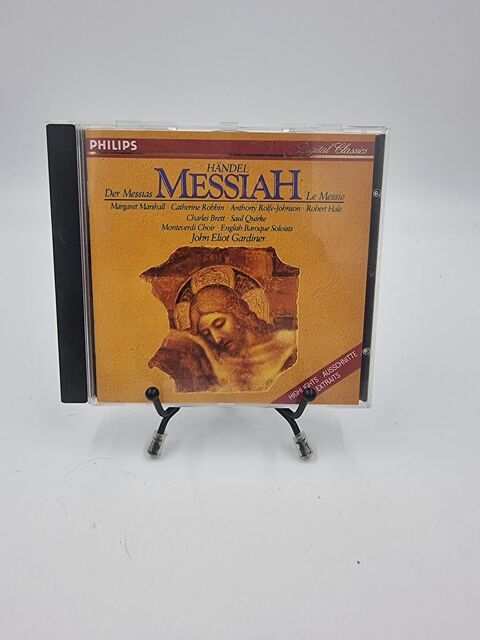 PHILIPS
Digital Classics
HÄNDEL
Der Messias MESSIAH Le Messie
Margaret Marshall · Catherine Robbin · Anthony Rolfe-Johnson · Robert Hale
Charles Brett Saul Quirke
Monteverdi Choir · English Baroque Soloists
John Eliot Gardiner
HIGHLIGHTS AUSSCHNITTE
EXTRAITS